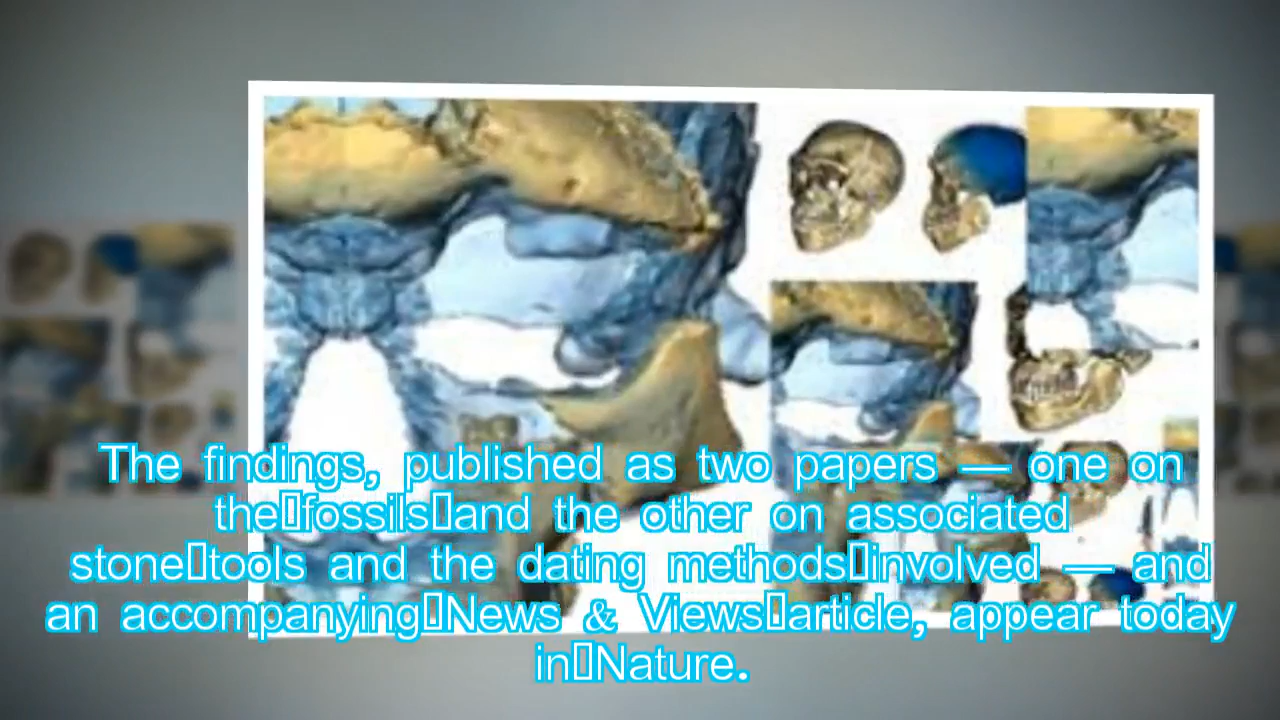 The findings, published as two papers — one on
the▯fossils▯and the other on associated
stone▯tools and the dating methods▯involved — and
an accompanying▯News & Views▯article, appear today
in▯Nature.